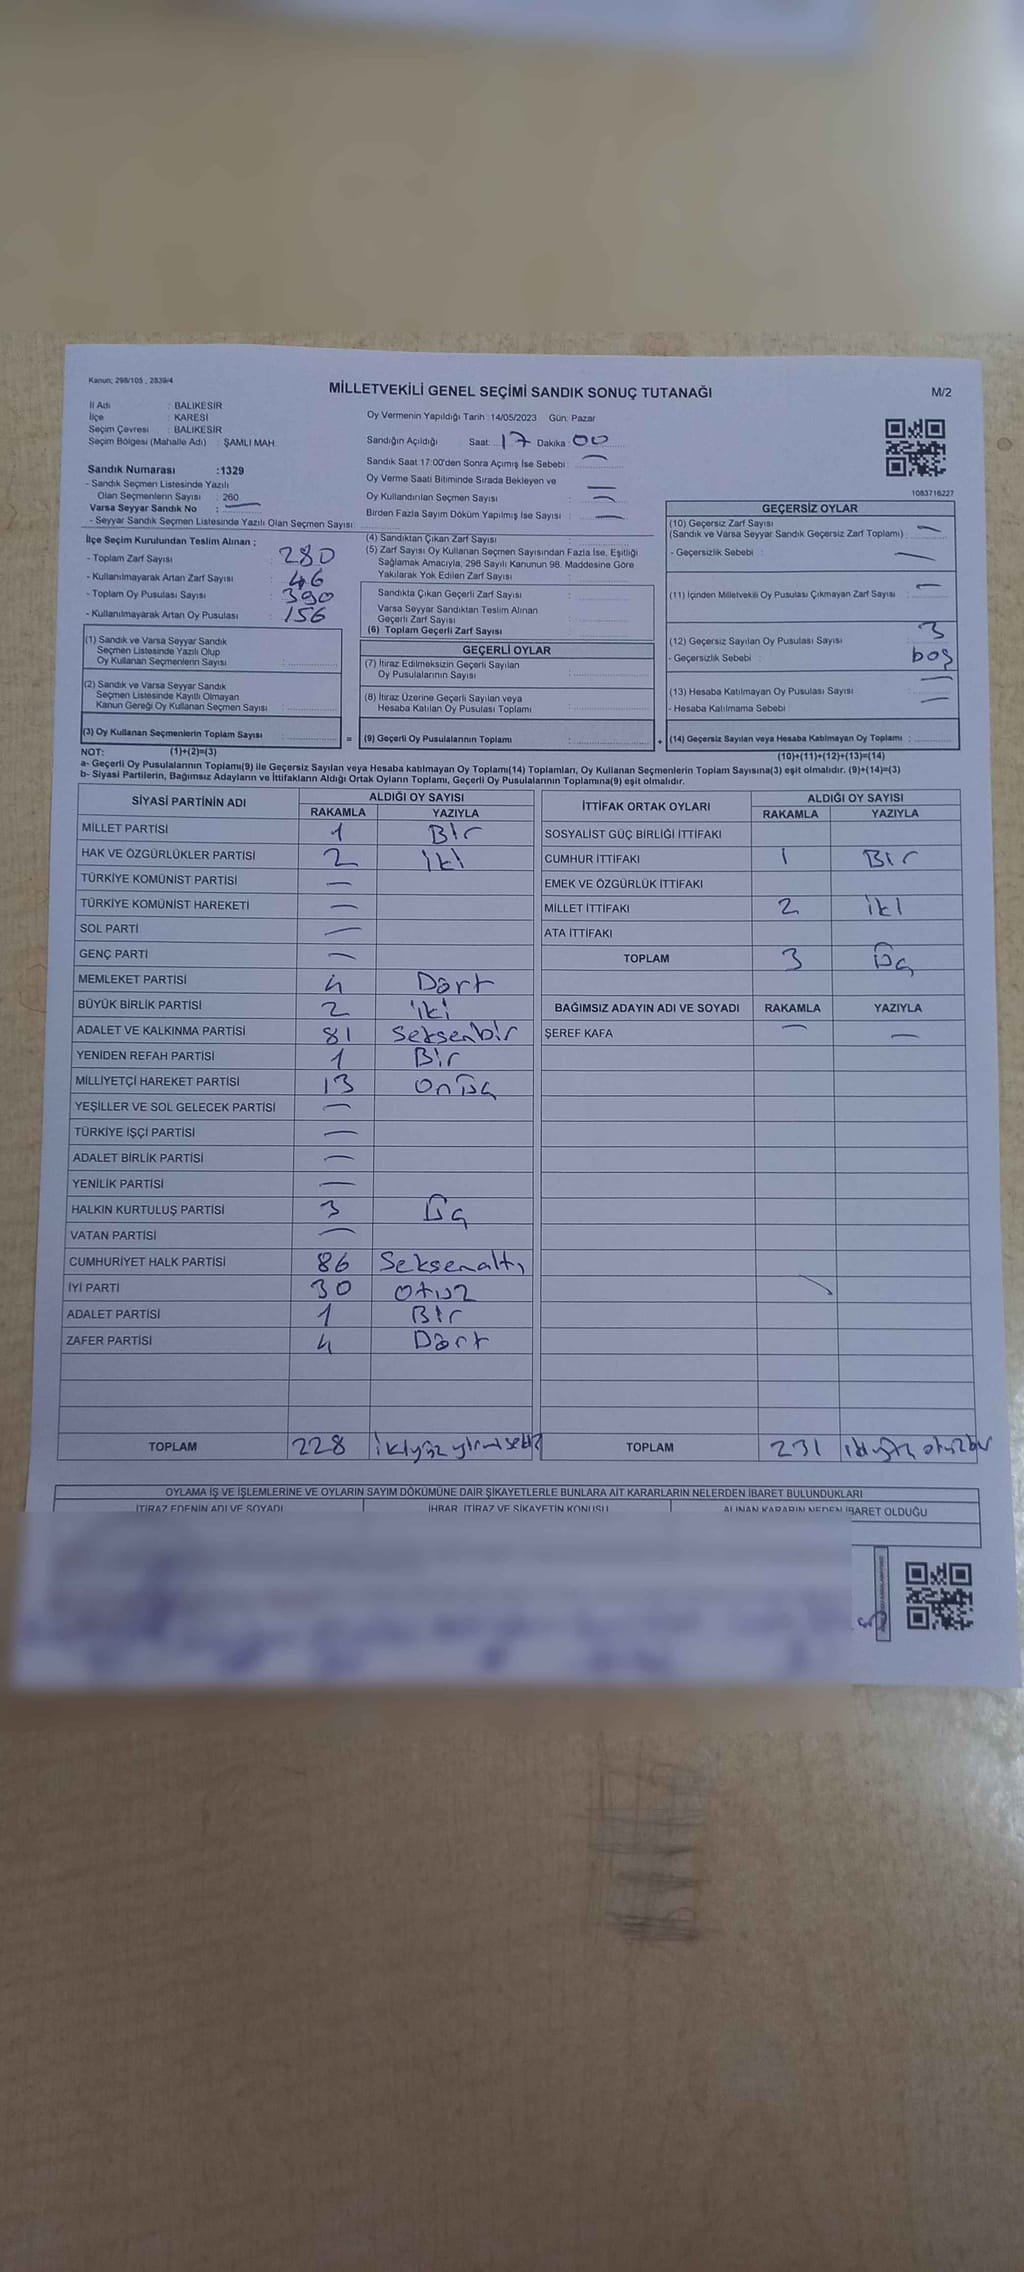 Kanun; 298/105 , 2839/4
MİLLETVEKİLİ GENEL SEÇİMİ SANDIK SONUÇ TUTANAĞI
M/2
İl Adı : BALIKESİR
İlçe : KARESİ
Seçim Çevresi : BALIKESİR
Seçim Bölgesi (Mahalle Adı) : ŞAMLI MAH.
Sandık Numarası :1329
- Sandık Seçmen Listesinde Yazılı
Olan Seçmenlerin Sayısı : 260
Varsa Seyyar Sandık No : —
- Seyyar Sandık Seçmen Listesinde Yazılı Olan Seçmen Sayısı:
Oy Vermenin Yapıldığı Tarih :14/05/2023 Gün: Pazar
Sandığın Açıldığı Saat: 17 Dakika : 00
Sandık Saat 17:00'den Sonra Açımış İse Sebebi : —
Oy Verme Saati Bitiminde Sırada Bekleyen ve —
Oy Kullandırılan Seçmen Sayısı : —
Birden Fazla Sayım Döküm Yapılmış İse Sayısı : —
1083716227
İlçe Seçim Kurulundan Teslim Alınan ;
- Toplam Zarf Sayısı : 280
- Kullanılmayarak Artan Zarf Sayısı : 46
- Toplam Oy Pusulası Sayısı : 390
- Kullanılmayarak Artan Oy Pusulası : 156
(1) Sandık ve Varsa Seyyar Sandık
Seçmen Listesinde Yazılı Olup
Oy Kullanan Seçmenlerin Sayısı :
(2) Sandık ve Varsa Seyyar Sandık
Seçmen Listesinde Kayıtlı Olmayan
Kanun Gereği Oy Kullanan Seçmen Sayısı :
(3) Oy Kullanan Seçmenlerin Toplam Sayısı :
(4) Sandıktan Çıkan Zarf Sayısı :
(5) Zarf Sayısı Oy Kullanan Seçmen Sayısından Fazla İse, Eşitliği
Sağlamak Amacıyla, 298 Sayılı Kanunun 98. Maddesine Göre
Yakılarak Yok Edilen Zarf Sayısı :
Sandıkta Çıkan Geçerli Zarf Sayısı :
Varsa Seyyar Sandıktan Teslim Alınan
Geçerli Zarf Sayısı :
(6) Toplam Geçerli Zarf Sayısı :
GEÇERLİ OYLAR
(7) İtiraz Edilmeksizin Geçerli Sayılan
Oy Pusulalarının Sayısı :
(8) İtiraz Üzerine Geçerli Sayılan veya
Hesaba Katılan Oy Pusulası Toplamı :
= (9) Geçerli Oy Pusulalarının Toplamı :
GEÇERSİZ OYLAR
(10) Geçersiz Zarf Sayısı
(Sandık ve Varsa Seyyar Sandık Geçersiz Zarf Toplamı) : —
- Geçersizlik Sebebi : —
(11) İçinden Milletvekili Oy Pusulası Çıkmayan Zarf Sayısı : —
(12) Geçersiz Sayılan Oy Pusulası Sayısı : 3
- Geçersizlik Sebebi : boş
(13) Hesaba Katılmayan Oy Pusulası Sayısı : —
- Hesaba Katılmama Sebebi : —
+ (14) Geçersiz Sayılan veya Hesaba Katılmayan Oy Toplamı :
NOT: (1)+(2)=(3)
(10)+(11)+(12)+(13)=(14)
a- Geçerli Oy Pusulalarının Toplamı(9) ile Geçersiz Sayılan veya Hesaba katılmayan Oy Toplamı(14) Toplamları, Oy Kullanan Seçmenlerin Toplam Sayısına(3) eşit olmalıdır. (9)+(14)=(3)
b- Siyasi Partilerin, Bağımsız Adayların ve İttifakların Aldığı Ortak Oyların Toplamı, Geçerli Oy Pusulalarının Toplamına(9) eşit olmalıdır.
SİYASİ PARTİNİN ADI ALDIĞI OY SAYISI
RAKAMLA YAZIYLA
MİLLET PARTİSİ 1 Bir
HAK VE ÖZGÜRLÜKLER PARTİSİ 2 iki
TÜRKİYE KOMÜNİST PARTİSİ —
TÜRKİYE KOMÜNİST HAREKETİ —
SOL PARTİ —
GENÇ PARTİ —
MEMLEKET PARTİSİ 4 Dört
BÜYÜK BİRLİK PARTİSİ 2 iki
ADALET VE KALKINMA PARTİSİ 81 Seksenbir
YENİDEN REFAH PARTİSİ 1 Bir
MİLLİYETÇİ HAREKET PARTİSİ 13 Onüç
YEŞİLLER VE SOL GELECEK PARTİSİ —
TÜRKİYE İŞÇİ PARTİSİ —
ADALET BİRLİK PARTİSİ —
YENİLİK PARTİSİ —
HALKIN KURTULUŞ PARTİSİ 3 Üç
VATAN PARTİSİ —
CUMHURİYET HALK PARTİSİ 86 Seksenaltı
İYİ PARTİ 30 Otuz
ADALET PARTİSİ 1 Bir
ZAFER PARTİSİ 4 Dört
TOPLAM 228 ikiyüzyirmisekiz
İTTİFAK ORTAK OYLARI ALDIĞI OY SAYISI
RAKAMLA YAZIYLA
SOSYALİST GÜÇ BİRLİĞİ İTTİFAKI
CUMHUR İTTİFAKI 1 Bir
EMEK VE ÖZGÜRLÜK İTTİFAKI
MİLLET İTTİFAKI 2 iki
ATA İTTİFAKI
TOPLAM 3 Üç
BAĞIMSIZ ADAYIN ADI VE SOYADI RAKAMLA YAZIYLA
ŞEREF KAFA — —
TOPLAM 231 ikiyüzotuzbir
OYLAMA İŞ VE İŞLEMLERİNE VE OYLARIN SAYIM DÖKÜMÜNE DAİR ŞİKAYETLERLE BUNLARA AİT KARARLARIN NELERDEN İBARET BULUNDUKLARI
İTİRAZ EDENİN ADI VE SOYADI İHBAR, İTİRAZ VE ŞİKAYETİN KONUSU ALINAN KARARIN NEDEN İBARET OLDUĞU